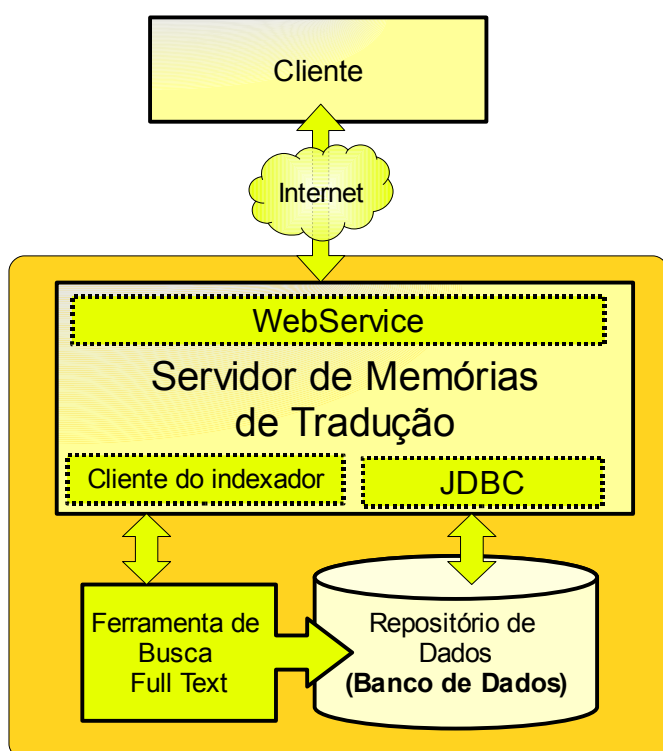 Cliente
Internet
WebService
Servidor de Memórias
de Tradução
Cliente do indexador
JDBC
Ferramenta de
Busca
Full Text
Repositório de
Dados
(Banco de Dados)